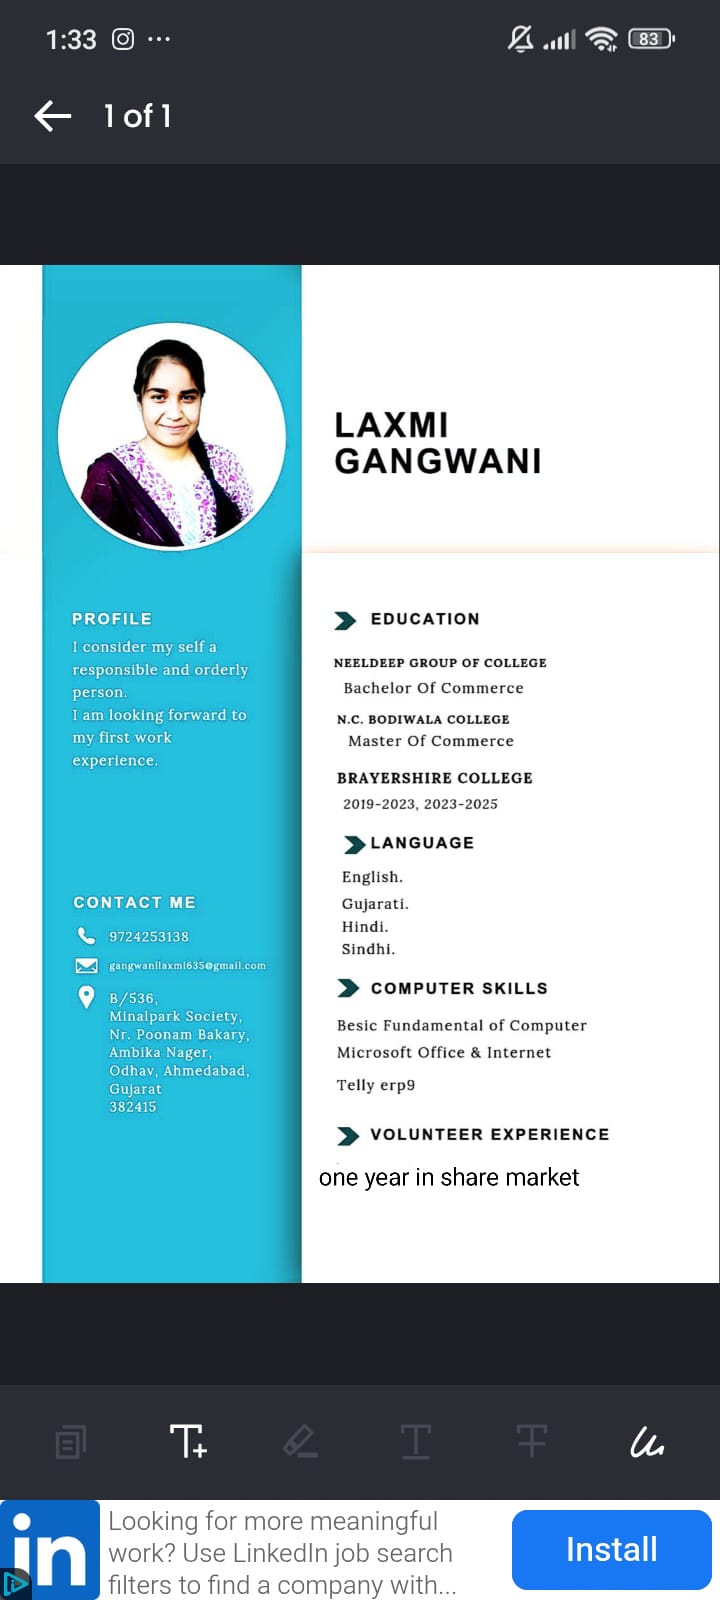 1:33
83
1 of 1
LAXMI
GANGWANI
PROFILE
I consider my self a
responsible and orderly
person.
I am looking forward to
my first work
experience.
CONTACT ME
9724253138
gangwanilaxmi635@gmail.com
B/536,
Minalpark Society,
Nr. Poonam Bakary,
Ambika Nager,
Odhav, Ahmedabad,
Gujarat
382415
EDUCATION
NEELDEEP GROUP OF COLLEGE
Bachelor Of Commerce
N.C. BODIWALA COLLEGE
Master Of Commerce
BRAYERSHIRE COLLEGE
2019-2023, 2023-2025
LANGUAGE
English.
Gujarati.
Hindi.
Sindhi.
COMPUTER SKILLS
Besic Fundamental of Computer
Microsoft Office & Internet
Telly erp9
VOLUNTEER EXPERIENCE
one year in share market
in
Looking for more meaningful
work? Use LinkedIn job search
filters to find a company with...
Install